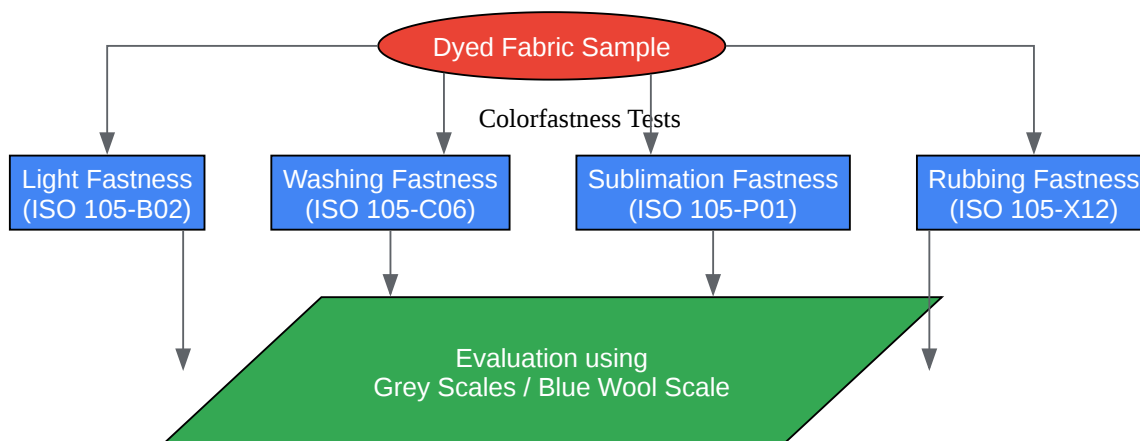 Dyed Fabric Sample
Colorfastness Tests
Light Fastness
(ISO 105-B02)
Washing Fastness
(ISO 105-C06)
Sublimation Fastness
(ISO 105-P01)
Rubbing Fastness
(ISO 105-X12)
Evaluation using
Grey Scales / Blue Wool Scale